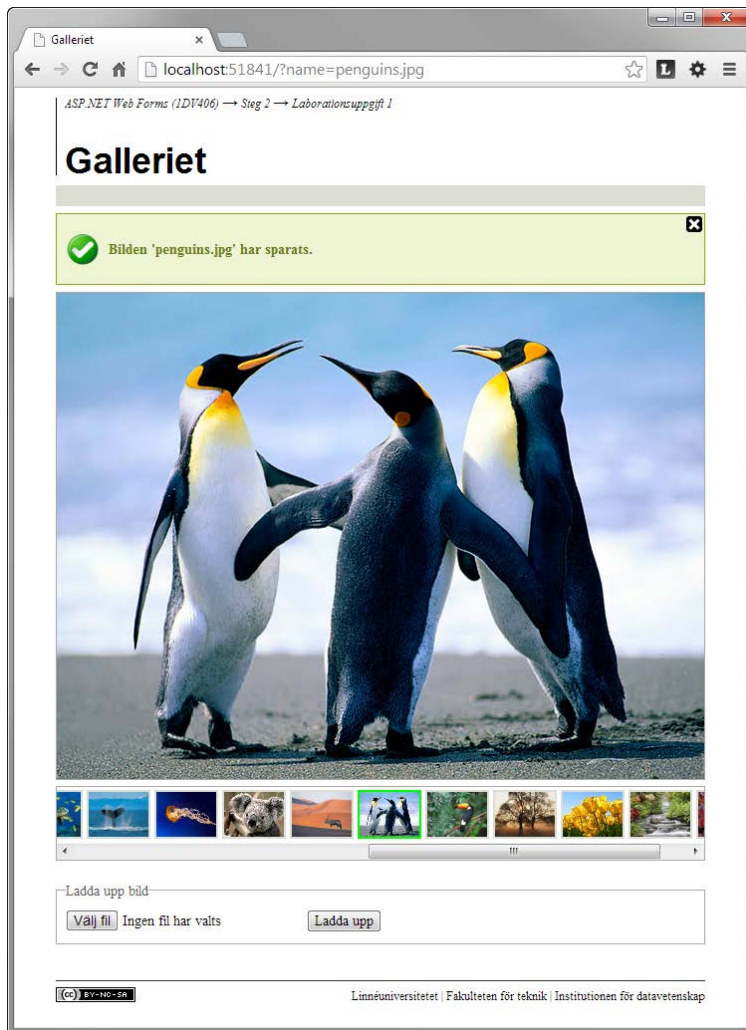 Galleriet
localhost:51841/?name=penguins.jpg
L
ASP.NET Web Forms (1DV406) → Steg 2 → Laborationsuppgift 1
Galleriet
Bilden 'penguins.jpg' har sparats.
Ladda upp bild
Välj fil Ingen fil har valts Ladda upp
(cc) BY-NC-SA Linnéuniversitetet | Fakulteten för teknik | Institutionen för datavetenskap